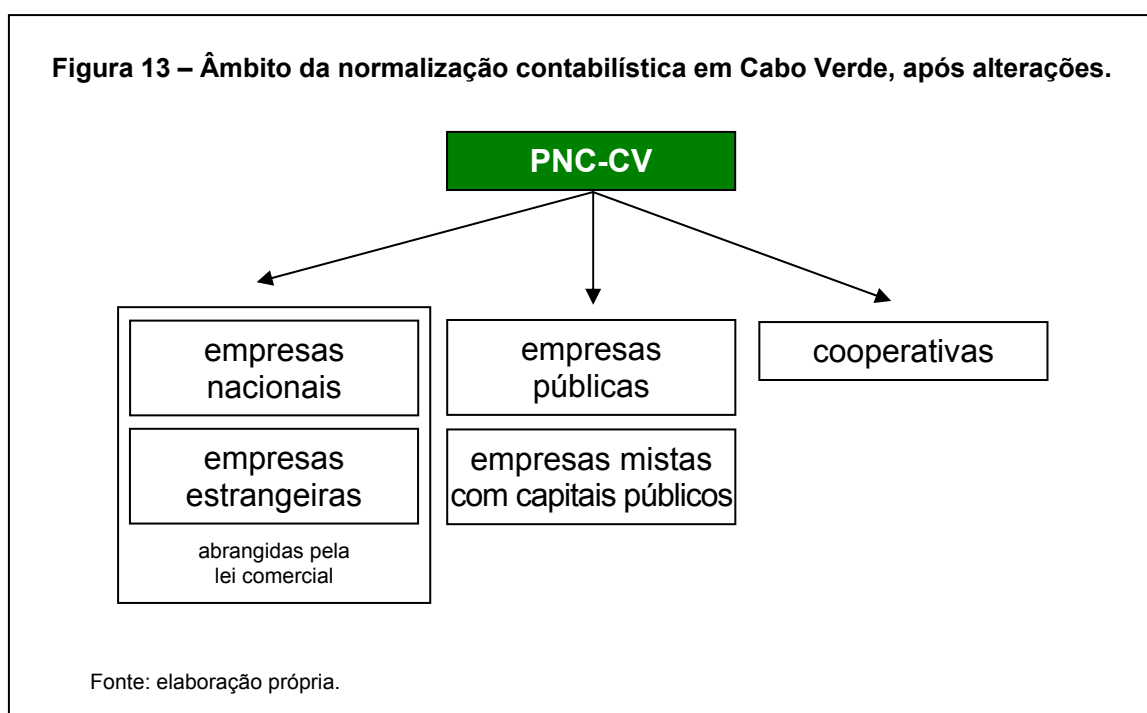 Figura 13 – Âmbito da normalização contabilística em Cabo Verde, após alterações.
PNC-CV
empresas
nacionais
empresas
estrangeiras
abrangidas pela
lei comercial
empresas
públicas
empresas mistas
com capitais públicos
cooperativas
Fonte: elaboração própria.